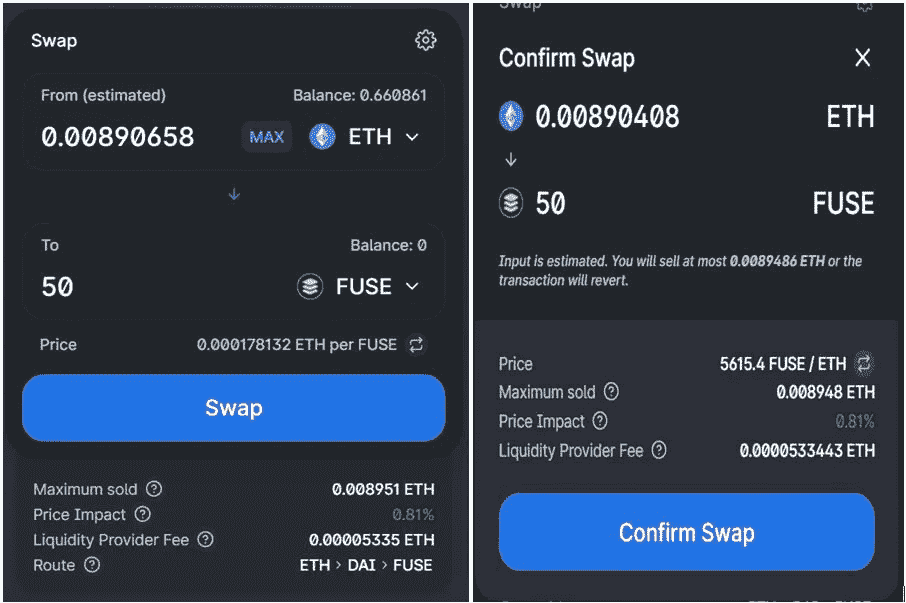 Swap
From (estimated) Balance: 0.660861
0.00890658 MAX ETH
To Balance: 0
50 FUSE
Price 0.000178132 ETH per FUSE
Swap
Maximum sold ? 0.008951 ETH
Price Impact ? 0.81%
Liquidity Provider Fee ? 0.00005335 ETH
Route ? ETH > DAI > FUSE
Swap
Confirm Swap X
0.00890408 ETH
50 FUSE
Input is estimated. You will sell at most 0.0089486 ETH or the
transaction will revert.
Price 5615.4 FUSE / ETH
Maximum sold ? 0.008948 ETH
Price Impact ? 0.81%
Liquidity Provider Fee ? 0.0000533443 ETH
Confirm Swap